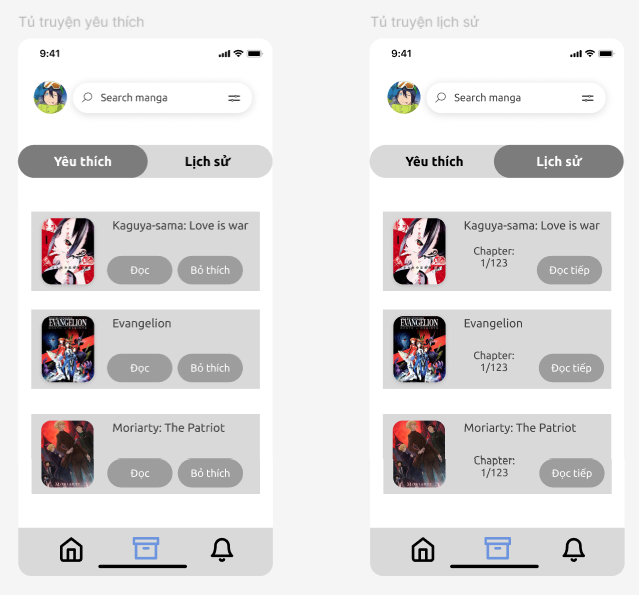 Tủ truyện yêu thích
9:41
Search manga
Yêu thích
Lịch sử
Kaguya-sama: Love is war
Đọc
Bỏ thích
EVANGELION
Evangelion
Đọc
Bỏ thích
Moriarty: The Patriot
Đọc
Bỏ thích
MORIARTY
Tủ truyện lịch sử
9:41
Search manga
Yêu thích
Lịch sử
Kaguya-sama: Love is war
Chapter:
1/123
Đọc tiếp
EVANGELION
Evangelion
Chapter:
1/123
Đọc tiếp
Moriarty: The Patriot
Chapter:
1/123
Đọc tiếp
MORIARTY